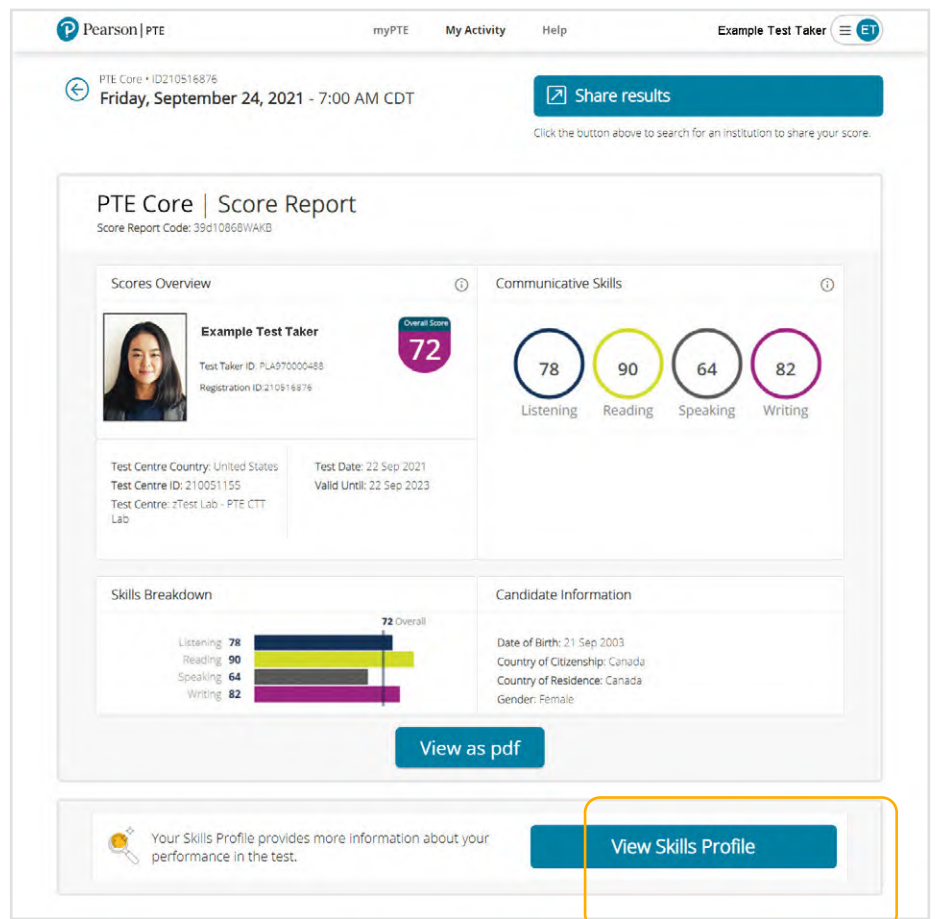 Pearson | PTE
myPTE My Activity Help
Example Test Taker ET
PTE Core • ID210516876
Friday, September 24, 2021 - 7:00 AM CDT
Share results
Click the button above to search for an institution to share your score.
PTE Core | Score Report
Score Report Code: 39d10868WAKB
Scores Overview
Example Test Taker
Test Taker ID: PLA970000488
Registration ID:210516876
Overall Score
72
Test Centre Country: United States
Test Centre ID: 210051155
Test Centre: zTest Lab - PTE CTT
Lab
Test Date: 22 Sep 2021
Valid Until: 22 Sep 2023
Communicative Skills
78 90 64 82
Listening Reading Speaking Writing
Skills Breakdown
72 Overall
Listening 78
Reading 90
Speaking 64
Writing 82
Candidate Information
Date of Birth: 21 Sep 2003
Country of Citizenship: Canada
Country of Residence: Canada
Gender: Female
View as pdf
Your Skills Profile provides more information about your
performance in the test.
View Skills Profile